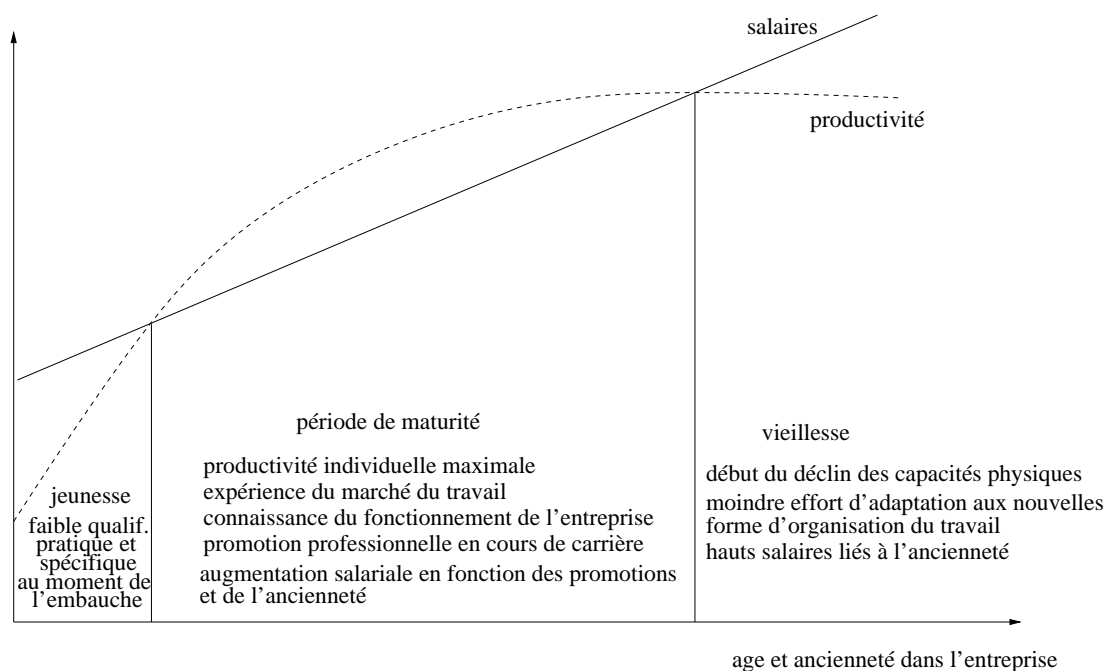 salaires
productivité
période de maturité
productivité individuelle maximale
expérience du marché du travail
connaissance du fonctionnement de l'entreprise
promotion professionnelle en cours de carrière
augmentation salariale en fonction des promotions
et de l'ancienneté
vieillesse
début du déclin des capacités physiques
moindre effort d'adaptation aux nouvelles
forme d'organisation du travail
hauts salaires liés à l'ancienneté
jeunesse
faible qualif.
pratique et
spécifique
au moment de
l'embauche
age et ancienneté dans l'entreprise